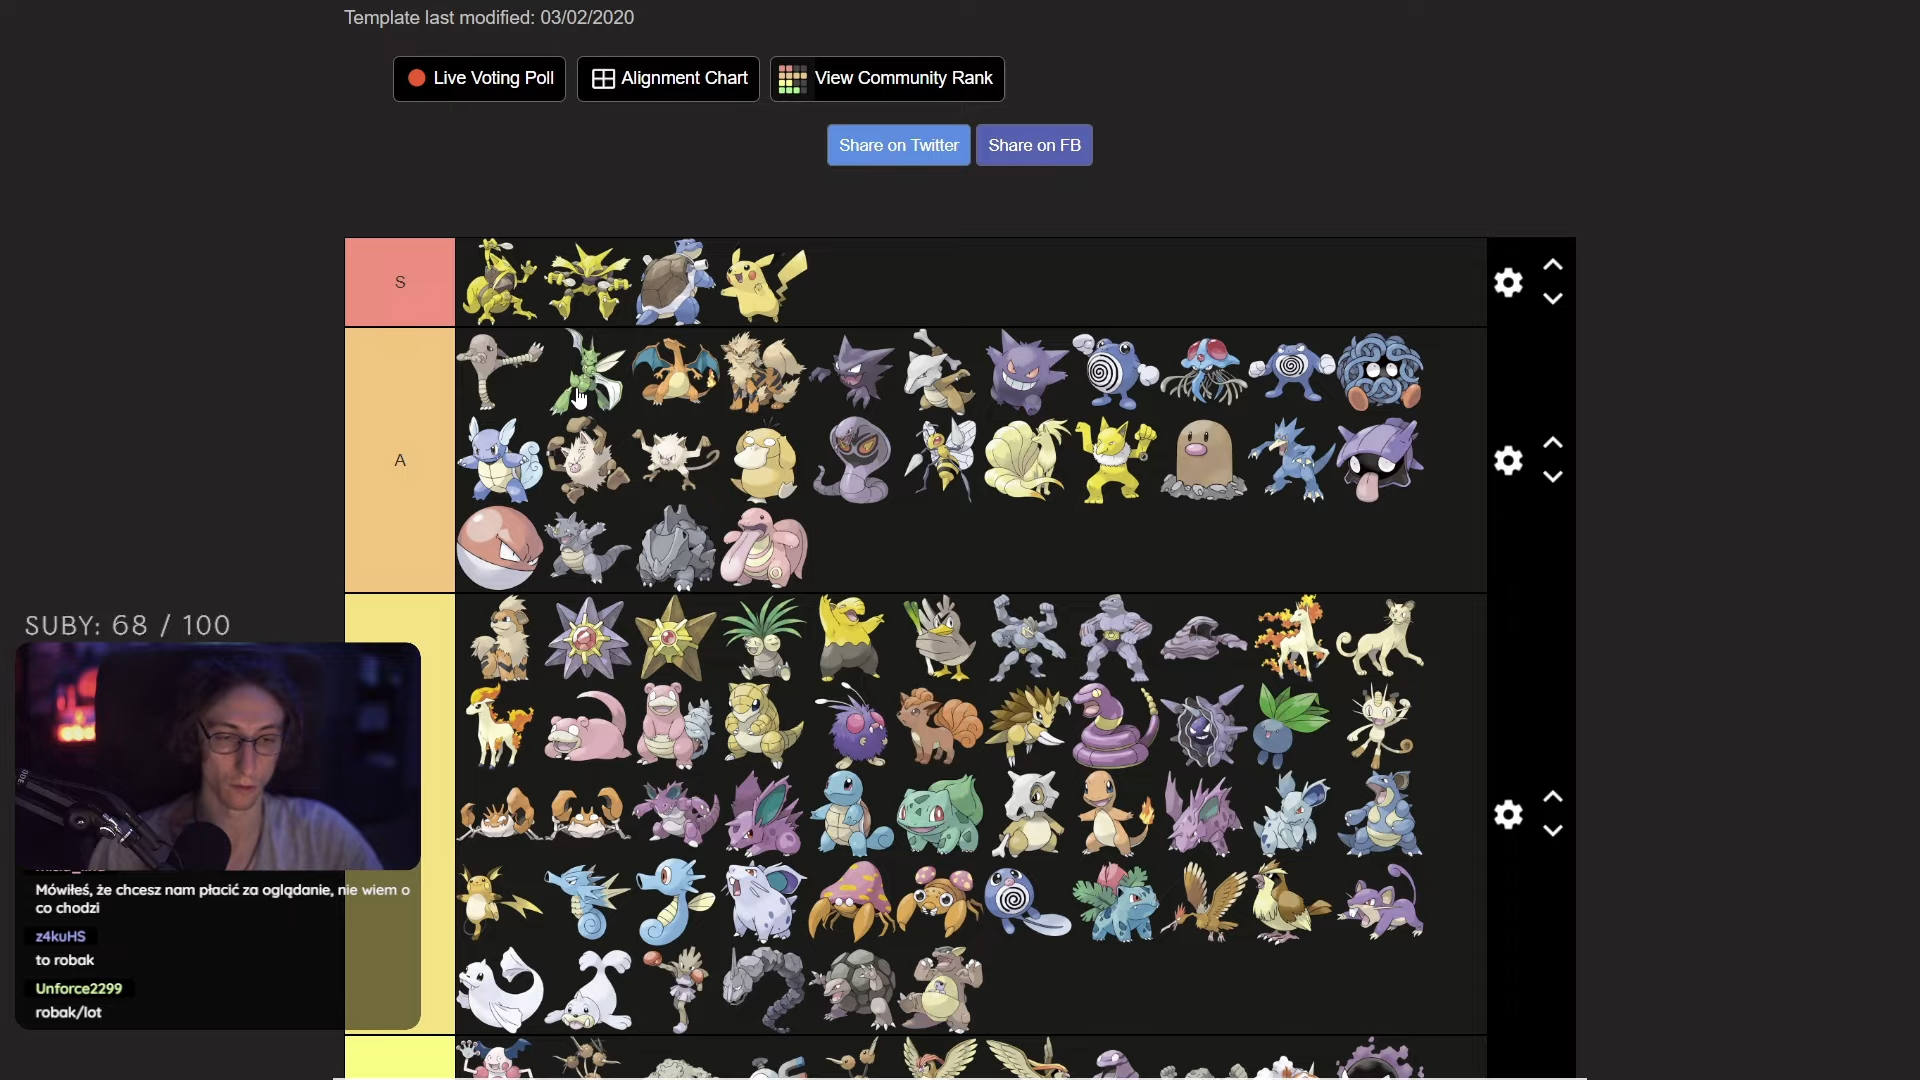 Template last modified: 03/02/2020
Live Voting Poll
Alignment Chart
View Community Rank
Share on Twitter
Share on FB
S
A
SUBY: 68 / 100
Mówiłeś, że chcesz nam płacić za oglądanie, nie wiem o
co chodzi
z4kuHS
to robak
Unforce2299
robak/lot